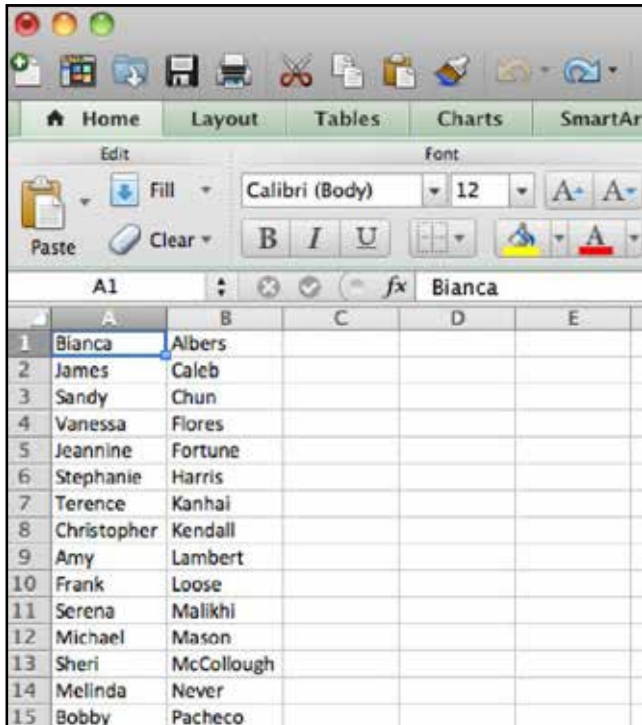 Home Layout Tables Charts SmartAr
Edit Font
Fill Calibri (Body) 12 A A
Paste Clear B I U A
A1 fx Bianca
A B C D E
1 Bianca Albers
2 James Caleb
3 Sandy Chun
4 Vanessa Flores
5 Jeannine Fortune
6 Stephanie Harris
7 Terence Kanhai
8 Christopher Kendall
9 Amy Lambert
10 Frank Loose
11 Serena Malikhi
12 Michael Mason
13 Sheri McCollough
14 Melinda Never
15 Bobby Pacheco